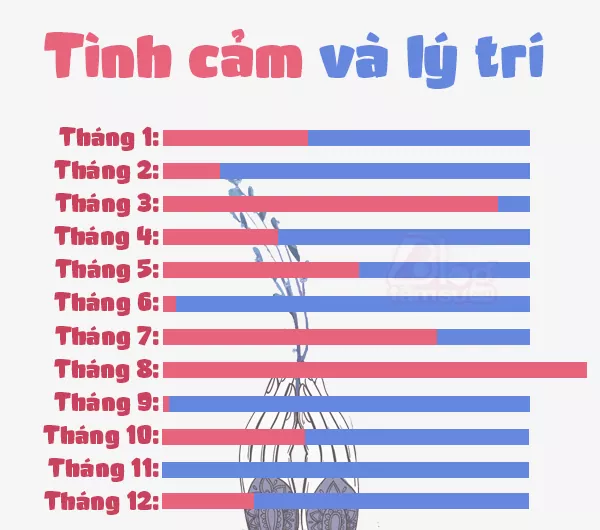 Tình cảm và lý trí
Tháng 1:
Tháng 2:
Tháng 3:
Tháng 4:
Tháng 5:
Tháng 6:
Tháng 7:
Tháng 8:
Tháng 9:
Tháng 10:
Tháng 11:
Tháng 12: